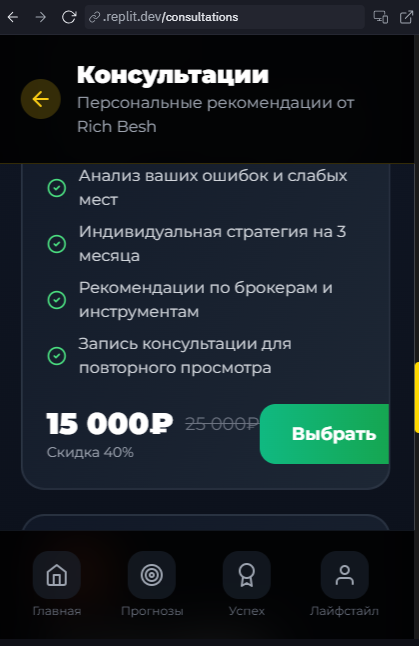 .replit.dev/consultations
Консультации
Персональные рекомендации от
Rich Besh
Анализ ваших ошибок и слабых
мест
Индивидуальная стратегия на 3
месяца
Рекомендации по брокерам и
инструментам
Запись консультации для
повторного просмотра
15 000₽ 25 000₽ Выбрать
Скидка 40%
Главная Прогнозы Успех Лайфстайл